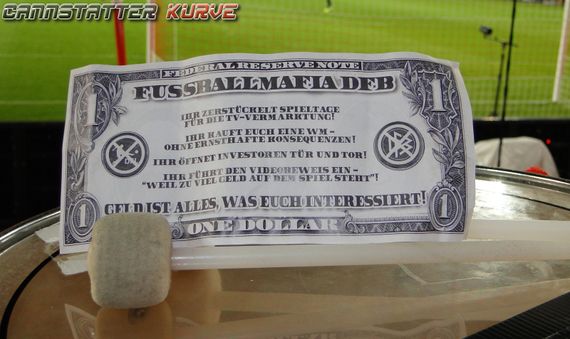 CANNSTATTER KURVE
FEDERAL RESERVE NOTE
FUSSBALLMAFIA DFB
1 1
IHR ZERSTÜCKELT SPIELTAGE
FÜR DIE TV-VERMARKTUNG!
IHR KAUFT EUCH EINE WM -
OHNE ERNSTHAFTE KONSEQUENZEN!
IHR ÖFFNET INVESTOREN TÜR UND TOR!
IHR FÜHRT DEN VIDEOBEWEIS EIN -
"WEIL ZU VIEL GELD AUF DEM SPIEL STEHT"!
GELD IST ALLES, WAS EUCH INTERESSIERT!
1 ONE DOLLAR 1